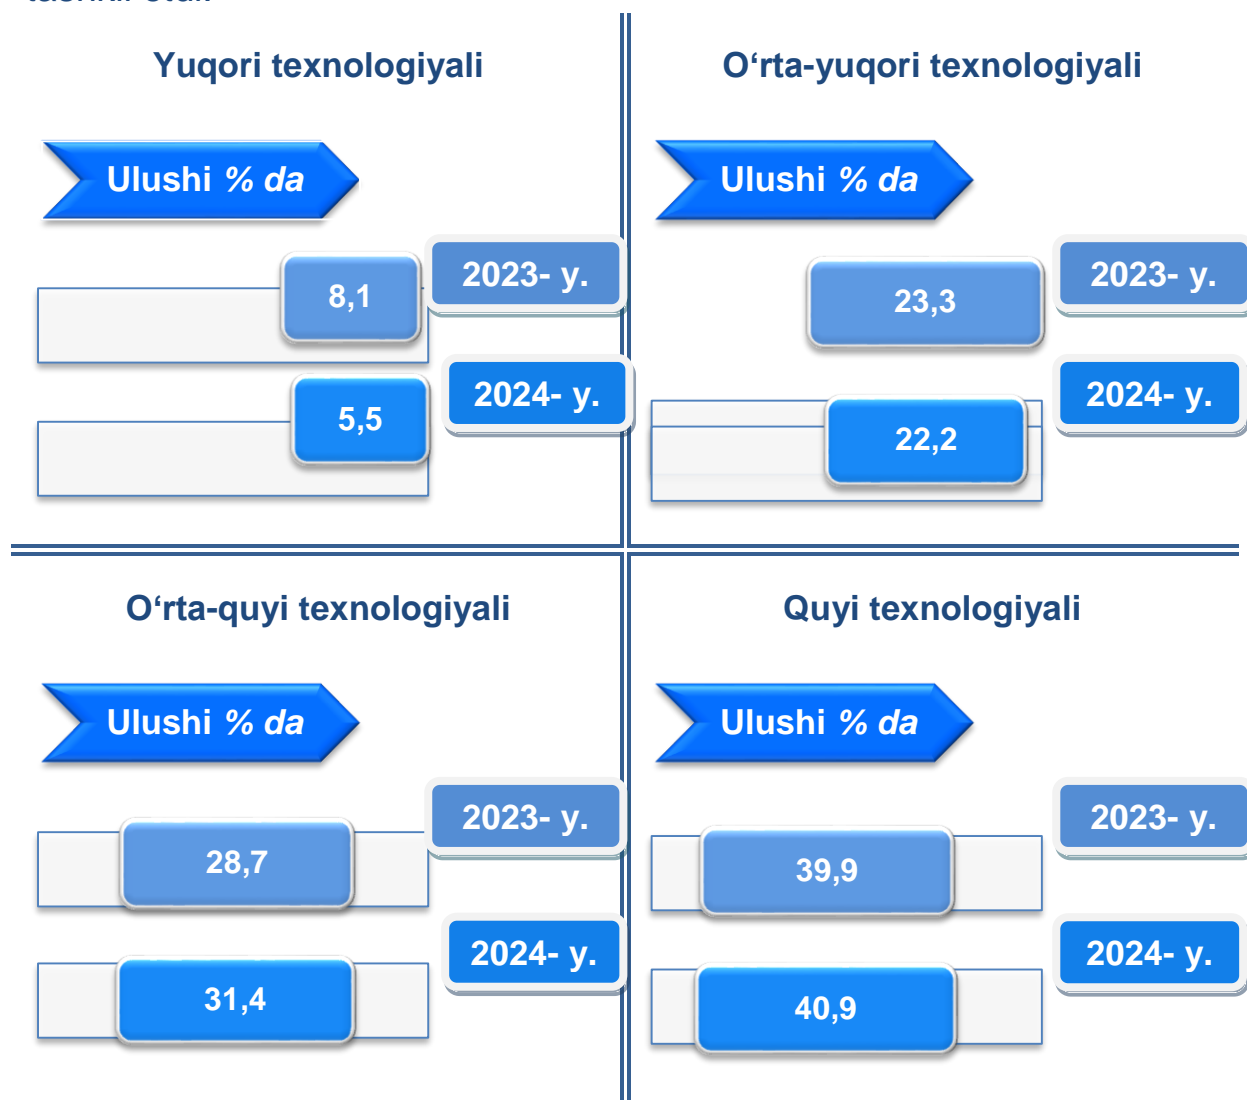 Yuqori texnologiyali
Ulushi % da
2023- y.
8,1
2024- y.
5,5
O‘rta-yuqori texnologiyali
Ulushi % da
2023- y.
23,3
2024- y.
22,2
O‘rta-quyi texnologiyali
Ulushi % da
2023- y.
28,7
2024- y.
31,4
Quyi texnologiyali
Ulushi % da
2023- y.
39,9
2024- y.
40,9